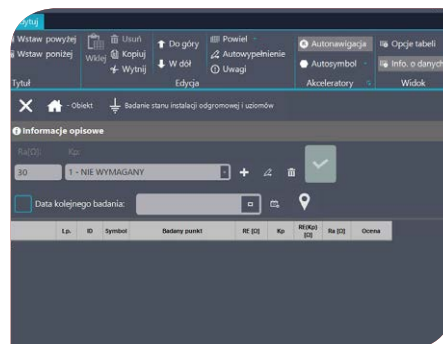 Edytuj
Wstaw powyżej
Wstaw poniżej
Tytuł
Wklej
Usuń
Kopiuj
Wytnij
Do góry
W dół
Powiel
Autowypełnienie
Uwagi
Edycja
Autonawigacja
Autosymbol
Akceleratory
Opcje tabeli
Info. o danych
Widok
- Obiekt
Badanie stanu instalacji odgromowej i uziomów
Informacje opisowe
Ra[Ω]: Kp:
30 1 - NIE WYMAGANY
Data kolejnego badania:
Lp. ID Symbol Badany punkt RE [Ω] Kp RE(Kp) [Ω] Ra [Ω] Ocena